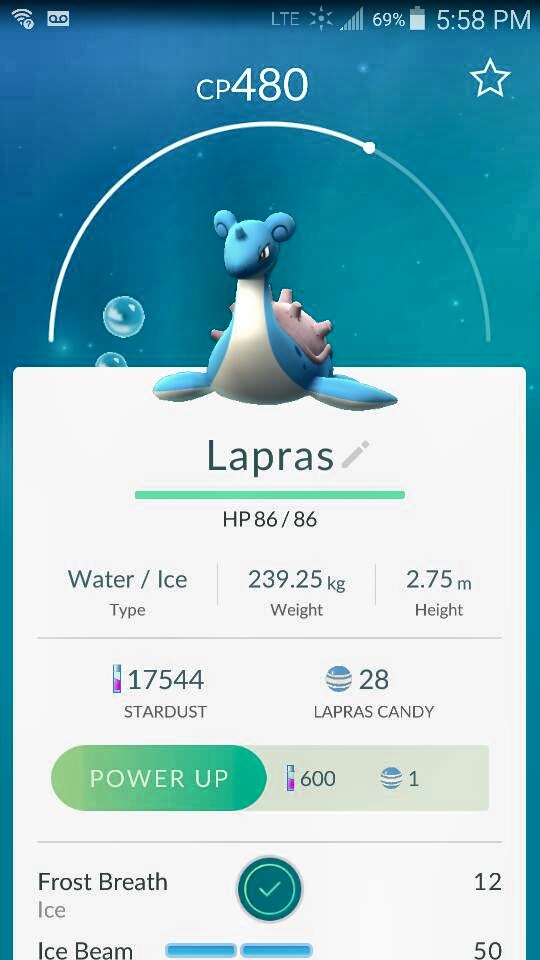 LTE 69% 5:58 PM
CP480
Lapras
HP 86 / 86
Water / Ice 239.25 kg 2.75 m
Type Weight Height
17544 28
STARDUST LAPRAS CANDY
POWER UP 600 1
Frost Breath 12
Ice
Ice Beam 50